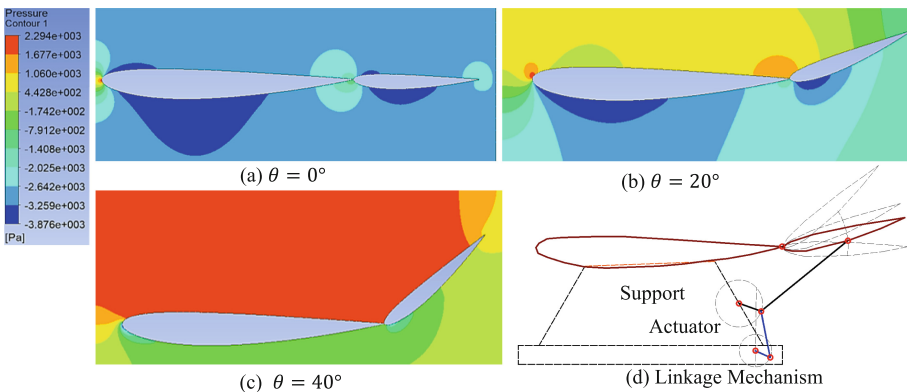 Pressure
Contour 1
2.294e+003
1.677e+003
1.060e+003
4.428e+002
-1.742e+002
-7.912e+002
-1.408e+003
-2.025e+003
-2.642e+003
-3.259e+003
-3.876e+003
[Pa]
(a) θ = 0°
(b) θ = 20°
Support
Actuator
(c) θ = 40°
(d) Linkage Mechanism